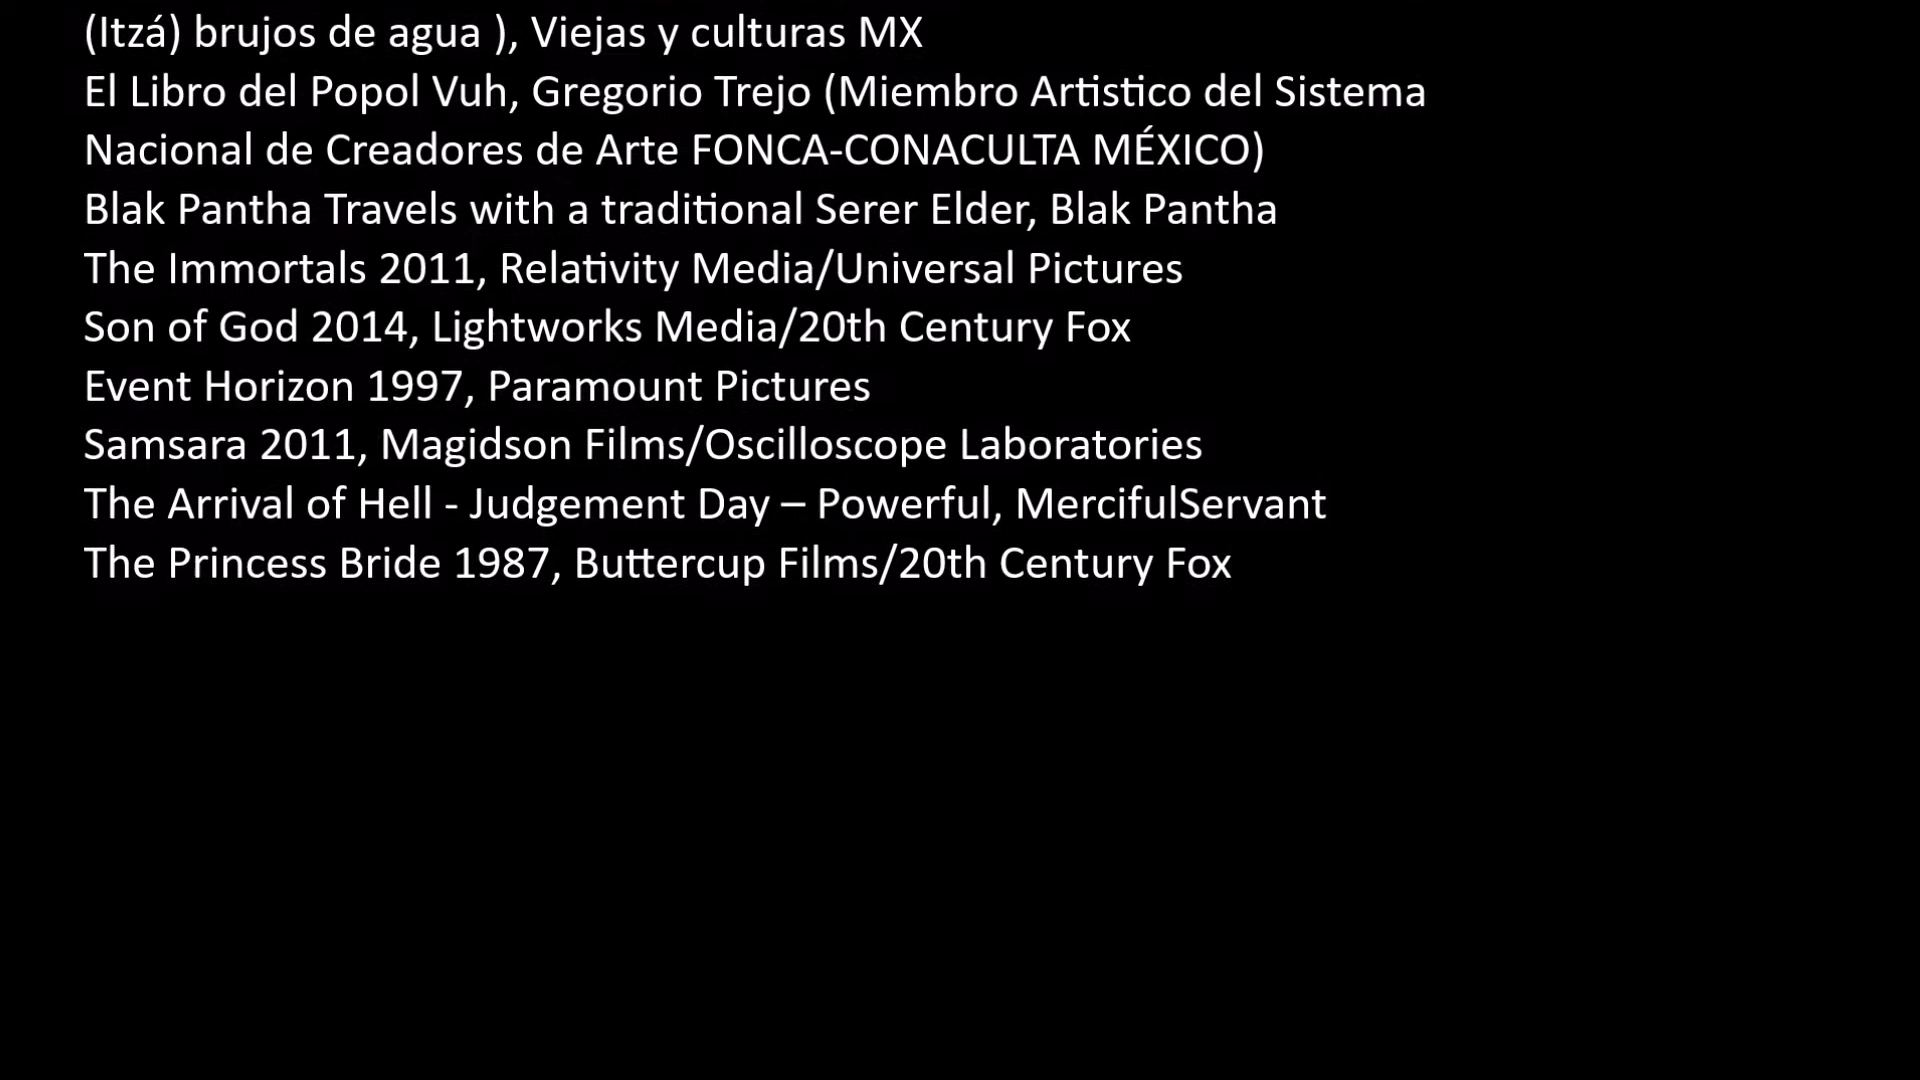 (Itzá) brujos de agua ), Viejas y culturas MX
El Libro del Popol Vuh, Gregorio Trejo (Miembro Artistico del Sistema
Nacional de Creadores de Arte FONCA-CONACULTA MÉXICO)
Blak Pantha Travels with a traditional Serer Elder, Blak Pantha
The Immortals 2011, Relativity Media/Universal Pictures
Son of God 2014, Lightworks Media/20th Century Fox
Event Horizon 1997, Paramount Pictures
Samsara 2011, Magidson Films/Oscilloscope Laboratories
The Arrival of Hell - Judgement Day – Powerful, MercifulServant
The Princess Bride 1987, Buttercup Films/20th Century Fox